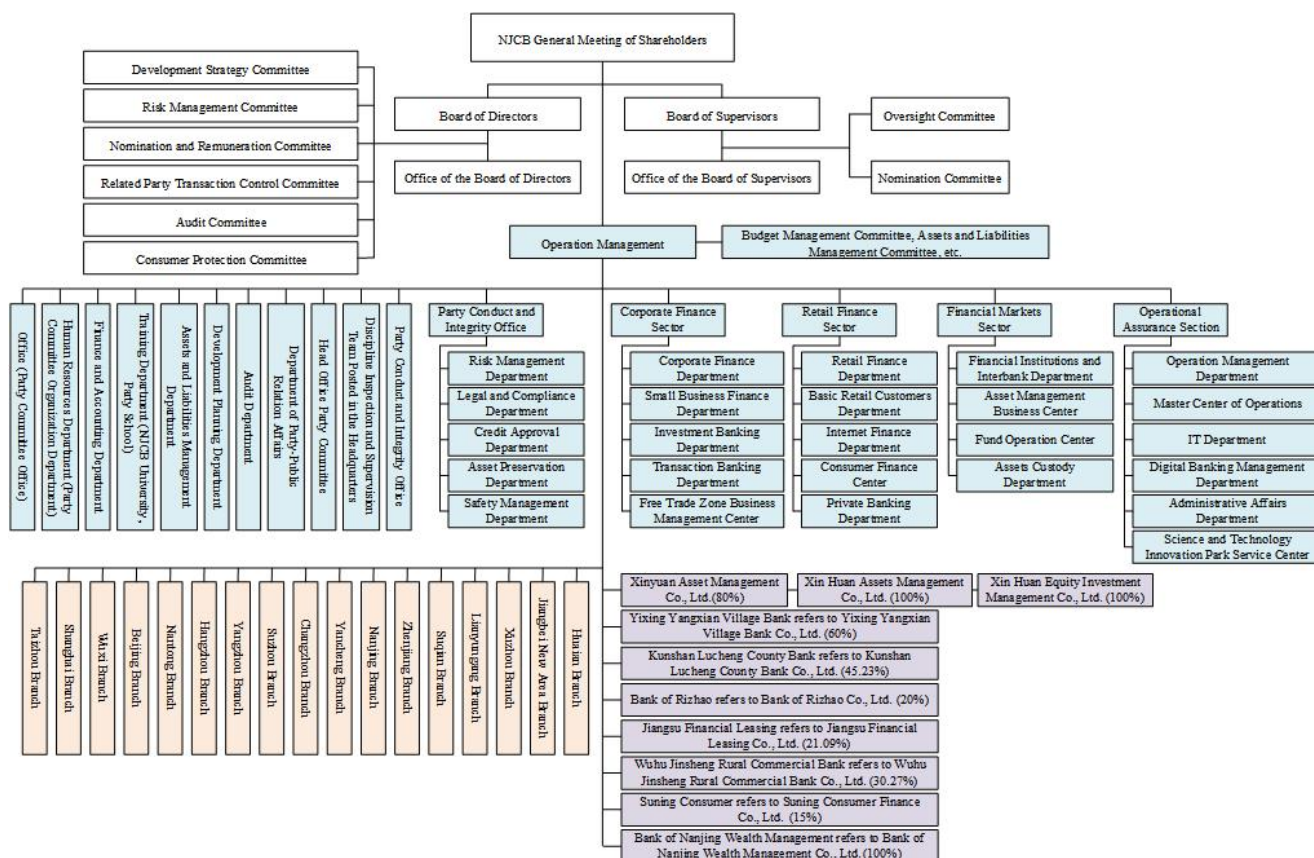 NJCB General Meeting of Shareholders
Development Strategy Committee
Risk Management Committee
Nomination and Remuneration Committee
Related Party Transaction Control Committee
Audit Committee
Consumer Protection Committee
Board of Directors
Office of the Board of Directors
Board of Supervisors
Office of the Board of Supervisors
Oversight Committee
Nomination Committee
Operation Management
Budget Management Committee, Assets and Liabilities
Management Committee, etc.
Office (Party Committee Office)
Human Resources Department (Party
Committee Organization Department)
Finance and Accounting Department
Training Department (NJCB University,
Party School)
Assets and Liabilities Management
Department
Development Planning Department
Audit Department
Department of Party-Public
Relation Affairs
Head Office Party Committee
Discipline Inspection and Supervision
Team Posted in the Headquarters
Party Conduct and Integrity Office
Party Conduct and
Integrity Office
Risk Management
Department
Legal and Compliance
Department
Credit Approval
Department
Asset Preservation
Department
Safety Management
Department
Corporate Finance
Sector
Corporate Finance
Department
Small Business Finance
Department
Investment Banking
Department
Transaction Banking
Department
Free Trade Zone Business
Management Center
Retail Finance
Sector
Retail Finance
Department
Basic Retail Customers
Department
Internet Finance
Department
Consumer Finance
Center
Private Banking
Department
Financial Markets
Sector
Financial Institutions and
Interbank Department
Asset Management
Business Center
Fund Operation Center
Assets Custody
Department
Operational
Assurance Section
Operation Management
Department
Master Center of Operations
IT Department
Digital Banking Management
Department
Administrative Affairs
Department
Science and Technology
Innovation Park Service Center
Taizhou Branch
Shanghai Branch
Wuxi Branch
Beijing Branch
Nantong Branch
Hangzhou Branch
Yangzhou Branch
Suzhou Branch
Changzhou Branch
Yancheng Branch
Nanjing Branch
Zhenjiang Branch
Suqian Branch
Lianyungang Branch
Xuzhou Branch
Jiangbei New Area Branch
Huaian Branch
Xinyuan Asset Management
Co., Ltd.(80%)
Xin Huan Assets Management
Co., Ltd. (100%)
Xin Huan Equity Investment
Management Co., Ltd. (100%)
Yixing Yangxian Village Bank refers to Yixing Yangxian
Village Bank Co., Ltd. (60%)
Kunshan Lucheng County Bank refers to Kunshan
Lucheng County Bank Co., Ltd. (45.23%)
Bank of Rizhao refers to Bank of Rizhao Co., Ltd. (20%)
Jiangsu Financial Leasing refers to Jiangsu Financial
Leasing Co., Ltd. (21.09%)
Wuhu Jinsheng Rural Commercial Bank refers to Wuhu
Jinsheng Rural Commercial Bank Co., Ltd. (30.27%)
Suning Consumer refers to Suning Consumer Finance
Co., Ltd. (15%)
Bank of Nanjing Wealth Management refers to Bank of
Nanjing Wealth Management Co., Ltd.(100%)